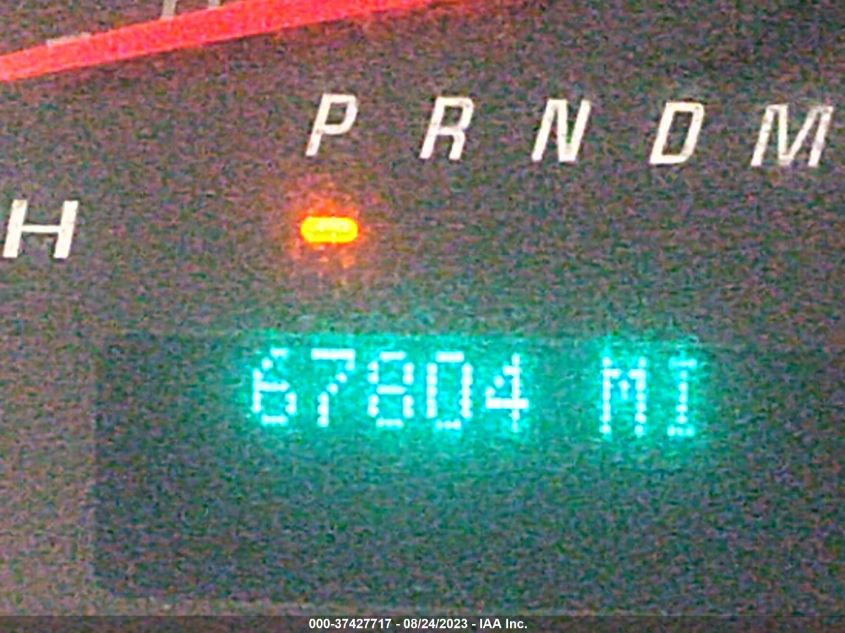 P R N D M
H
67804 MI
000-37427717 - 08/24/2023 - IAA Inc.